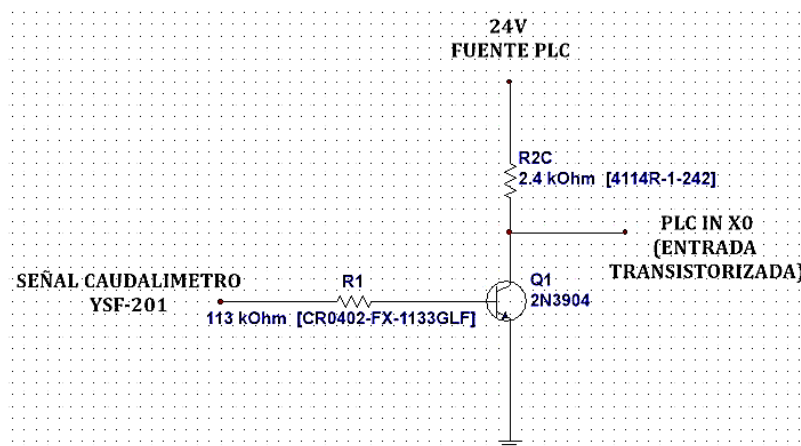 24V
FUENTE PLC
R2C
2.4 kOhm [4114R-1-242]
PLC IN X0
(ENTRADA
TRANSISTORIZADA)
SEÑAL CAUDALIMETRO
YSF-201
R1
113 kOhm [CR0402-FX-1133GLF]
Q1
2N3904